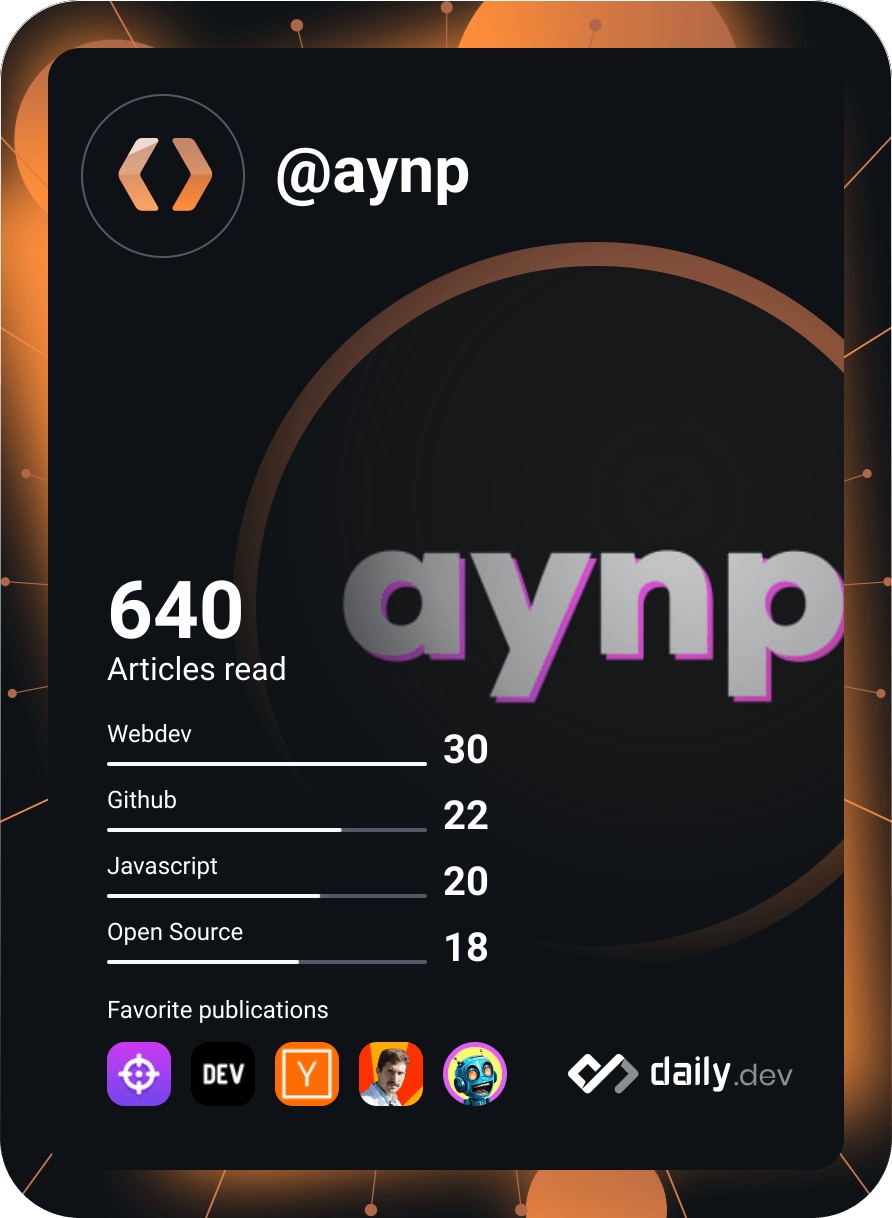 @aynp
aynp
640
Articles read
Webdev
30
Github
22
Javascript
20
Open Source
18
Favorite publications
DEV
Y
daily.dev